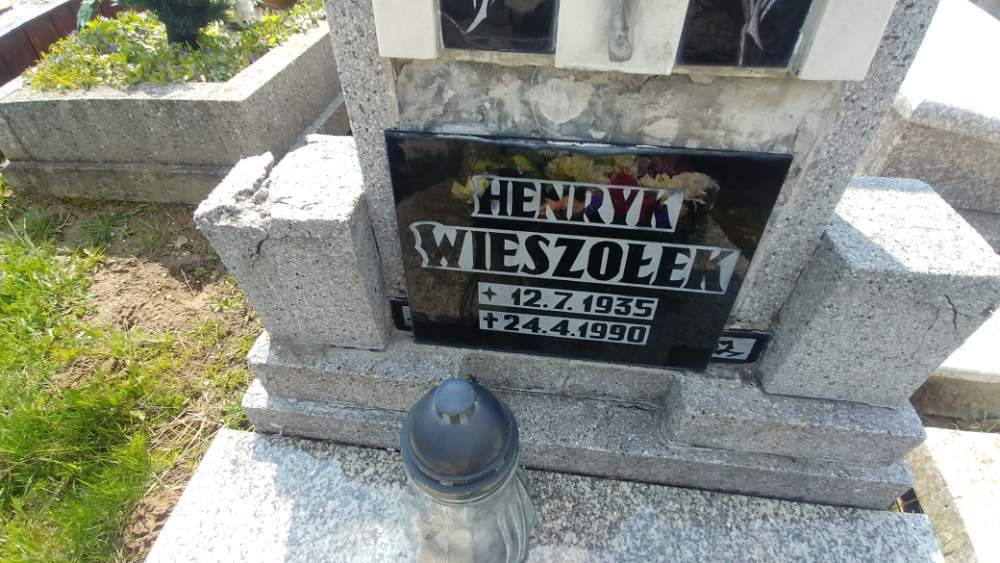 HENRYK
WIESZOŁEK
✦ 12.7.1935
✝ 24.4.1990